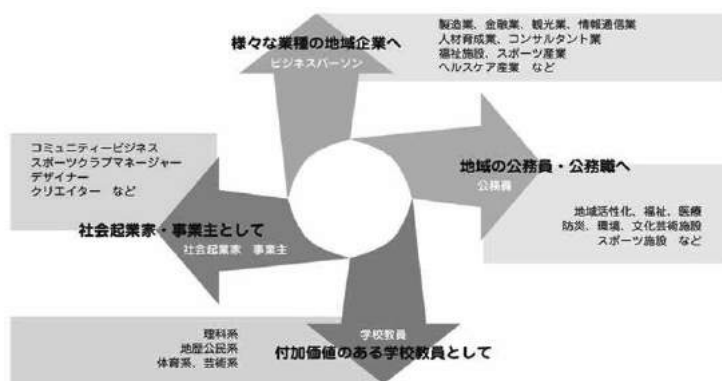 製造業、金融業、観光業、情報通信業
人材育成業、コンサルタント業
福祉施設、スポーツ産業
ヘルスケア産業 など
様々な業種の地域企業へ
ビジネスパーソン
コミュニティービジネス
スポーツクラブマネージャー
デザイナー
クリエイター など
地域の公務員・公務職へ
公務員
地域活性化、福祉、医療
防災、環境、文化芸術施設
スポーツ施設 など
社会起業家・事業主として
社会起業家 事業主
理科系
地歴公民系
体育系、芸術系
学校教員
付加価値のある学校教員として